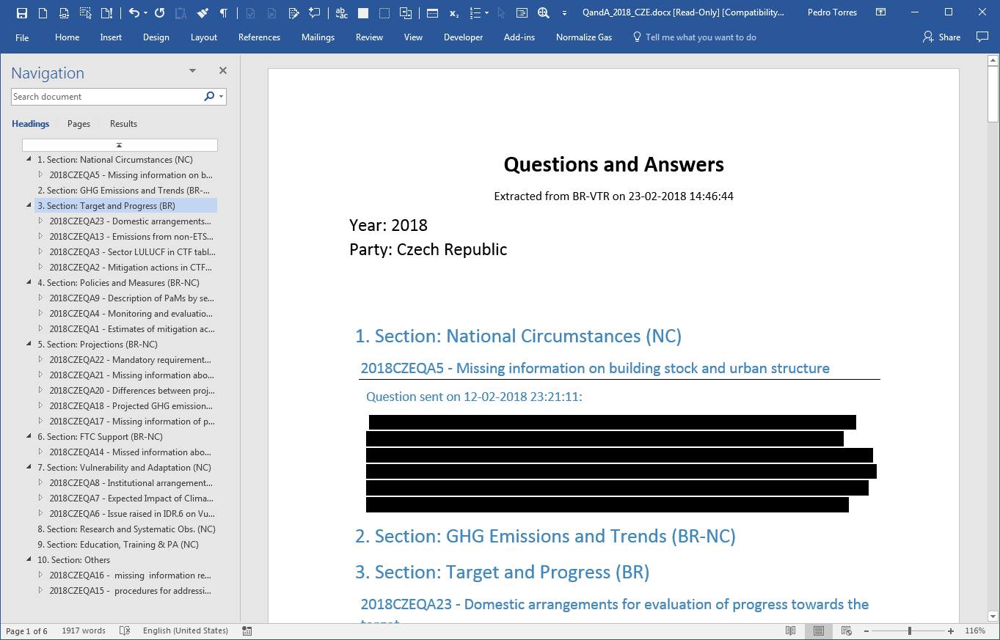 QandA_2018_CZE.docx [Read-Only] [Compatibility... Pedro Torres
File Home Insert Design Layout References Mailings Review View Developer Add-ins Normalize Gas Tell me what you want to do Share
Navigation
Search document
Headings Pages Results
1. Section: National Circumstances (NC)
2018CZEQA5 - Missing information on b...
2. Section: GHG Emissions and Trends (BR-...
3. Section: Target and Progress (BR)
2018CZEQA23 - Domestic arrangements...
2018CZEQA13 - Emissions from non-ETS...
2018CZEQA3 - Sector LULUCF in CTF tabl...
2018CZEQA2 - Mitigation actions in CTF...
4. Section: Policies and Measures (BR-NC)
2018CZEQA9 - Description of PaMs by se...
2018CZEQA4 - Monitoring and evaluatio...
2018CZEQA1 - Estimates of mitigation ac...
5. Section: Projections (BR-NC)
2018CZEQA22 - Mandatory requirement...
2018CZEQA21 - Missing information abo...
2018CZEQA20 - Differences between proj...
2018CZEQA18 - Projected GHG emission...
2018CZEQA17 - Missing information of p...
6. Section: FTC Support (BR-NC)
2018CZEQA14 - Missed information abo...
7. Section: Vulnerability and Adaptation (NC)
2018CZEQA8 - Institutional arrangement...
2018CZEQA7 - Expected Impact of Clima...
2018CZEQA6 - Issue raised in IDR.6 on Vu...
8. Section: Research and Systematic Obs. (NC)
9. Section: Education, Training & PA (NC)
10. Section: Others
2018CZEQA16 - missing information re...
2018CZEQA15 - procedures for addressi...
Questions and Answers
Extracted from BR-VTR on 23-02-2018 14:46:44
Year: 2018
Party: Czech Republic
1. Section: National Circumstances (NC)
2018CZEQA5 - Missing information on building stock and urban structure
Question sent on 12-02-2018 23:21:11:
2. Section: GHG Emissions and Trends (BR-NC)
3. Section: Target and Progress (BR)
2018CZEQA23 - Domestic arrangements for evaluation of progress towards the
target
Page 1 of 6 1917 words English (United States) 116%